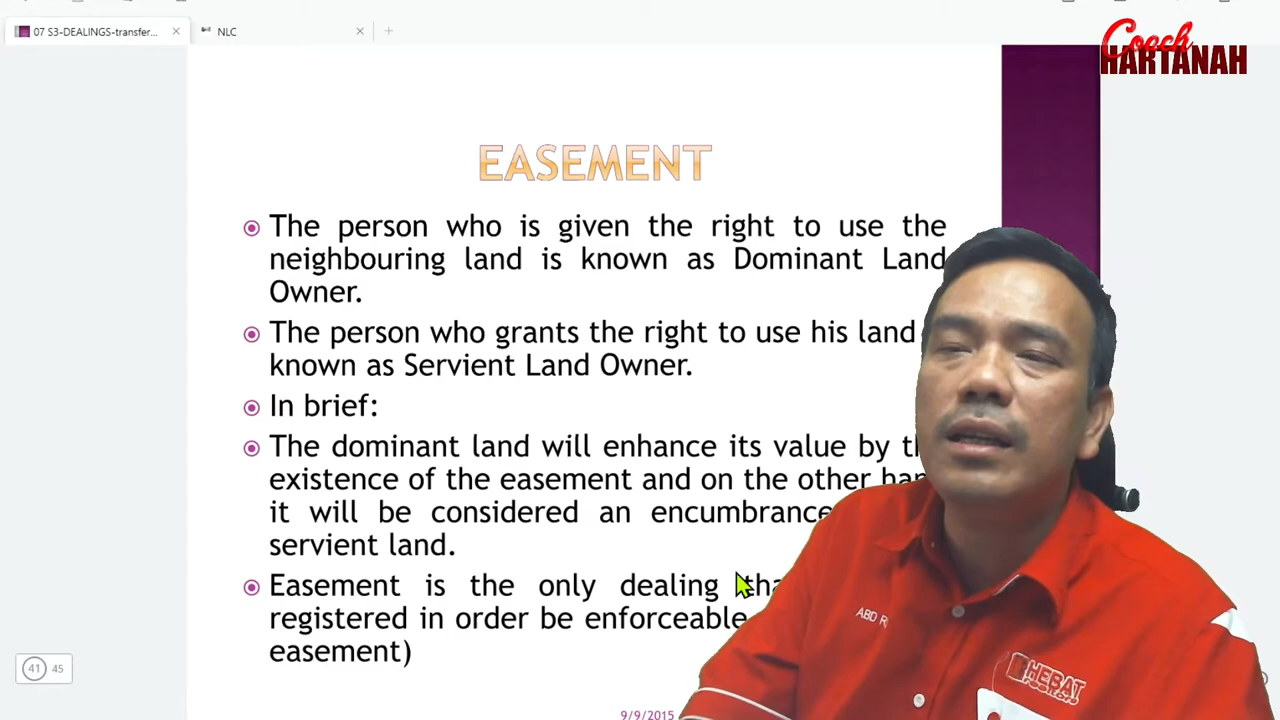 07 S3-DEALINGS-transfer...
NLC
Coach
HARTANAH
EASEMENT
The person who is given the right to use the
neighbouring land is known as Dominant Land
Owner.
The person who grants the right to use his land
known as Servient Land Owner.
In brief:
The dominant land will enhance its value by
existence of the easement and on the other
it will be considered an encumbrance
servient land.
Easement is the only dealing
registered in order be enforceable
easement)
ABD
HEBAT
41 45
9/9/2015